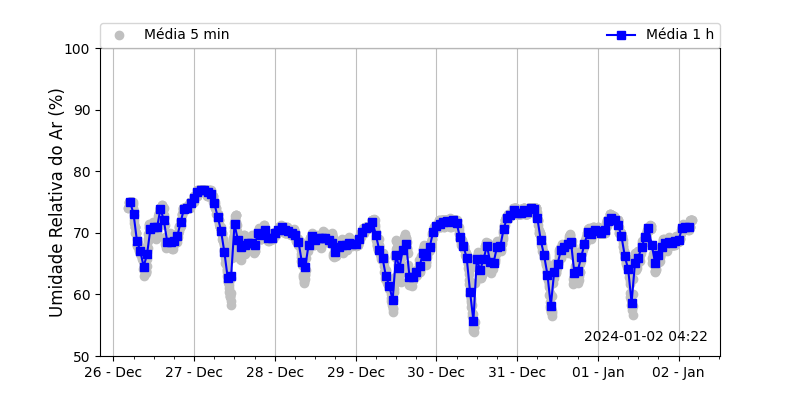 Média 5 min
Média 1 h
Umidade Relativa do Ar (%)
100
90
80
70
60
50
2024-01-02 04:22
26 - Dec
27 - Dec
28 - Dec
29 - Dec
30 - Dec
31 - Dec
01 - Jan
02 - Jan